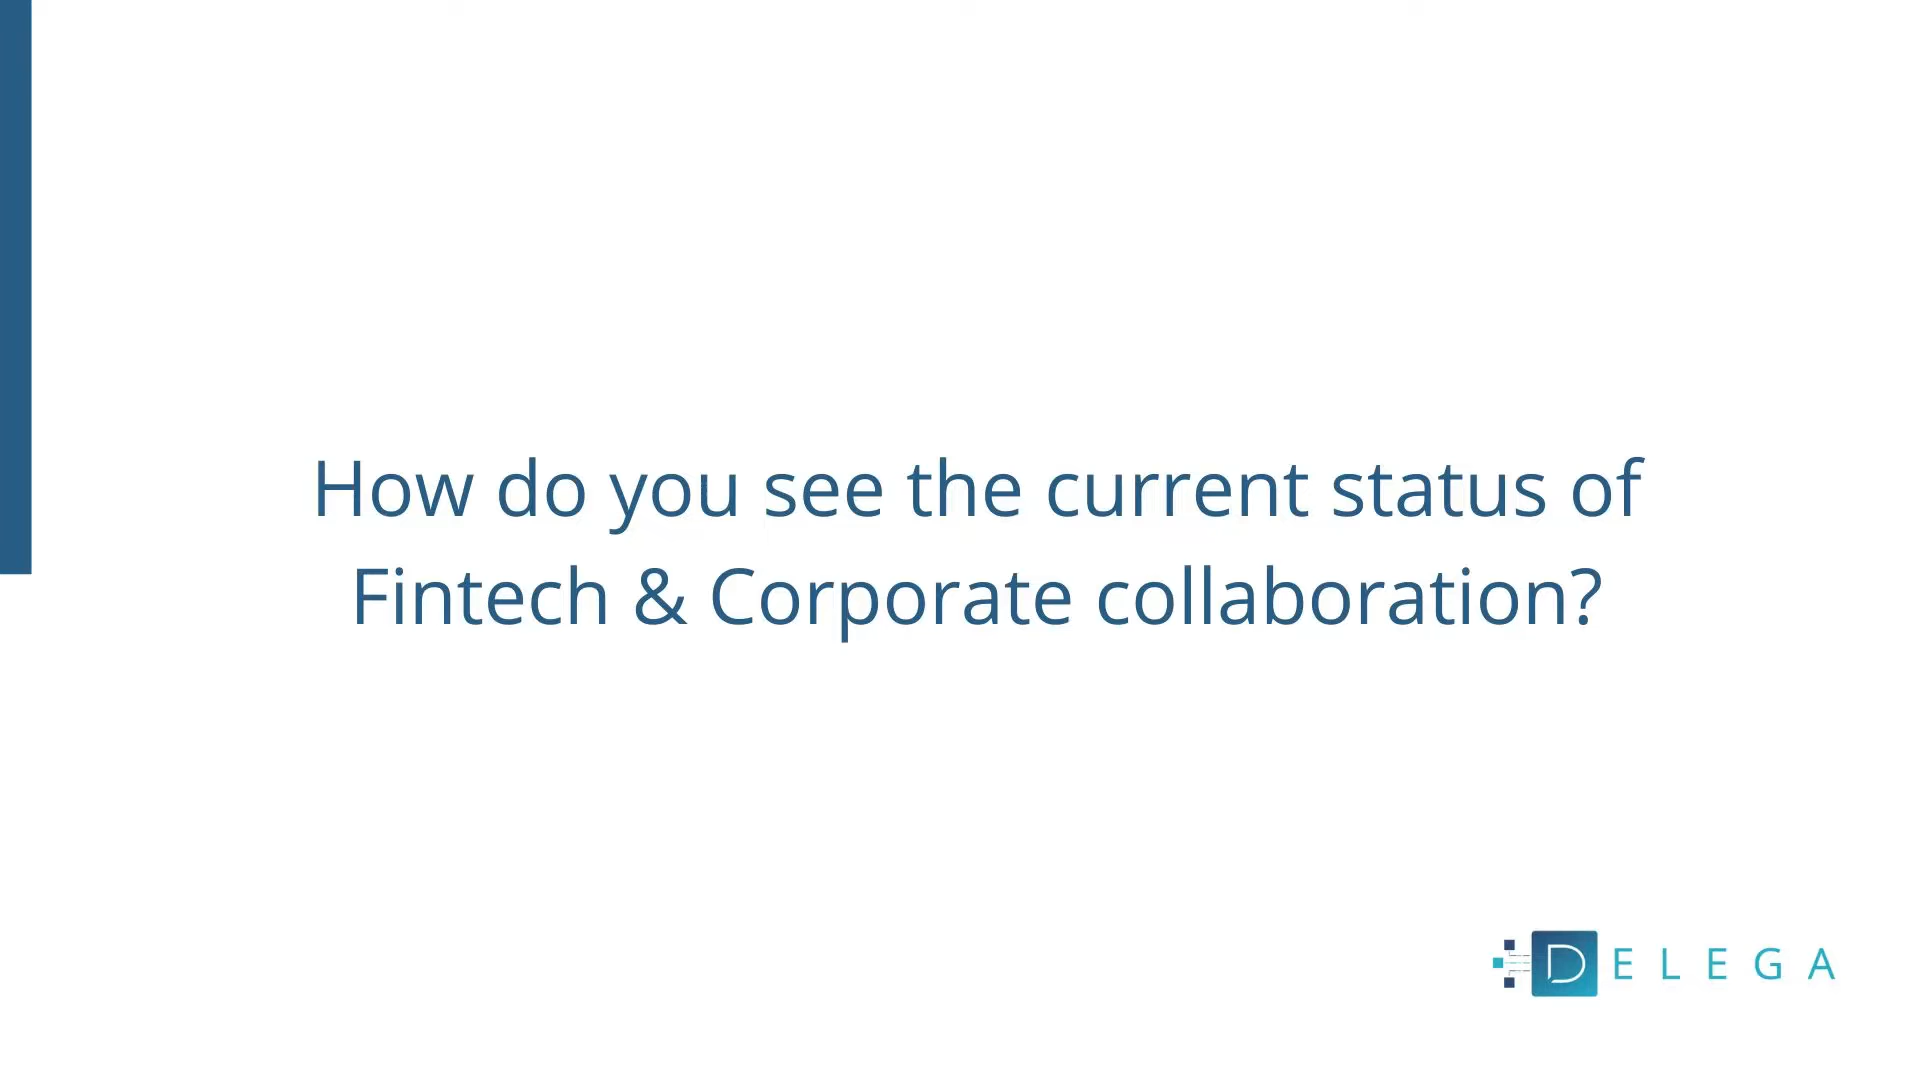 How do you see the current status of
Fintech & Corporate collaboration?
DELEGA